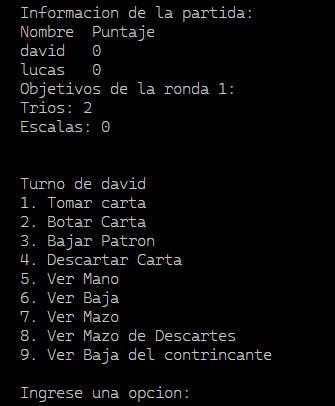 Informacion de la partida:
Nombre  Puntaje
david   0
lucas   0
Objetivos de la ronda 1:
Trios: 2
Escalas: 0
Turno de david
1. Tomar carta
2. Botar Carta
3. Bajar Patron
4. Descartar Carta
5. Ver Mano
6. Ver Baja
7. Ver Mazo
8. Ver Mazo de Descartes
9. Ver Baja del contrincante
Ingrese una opcion: